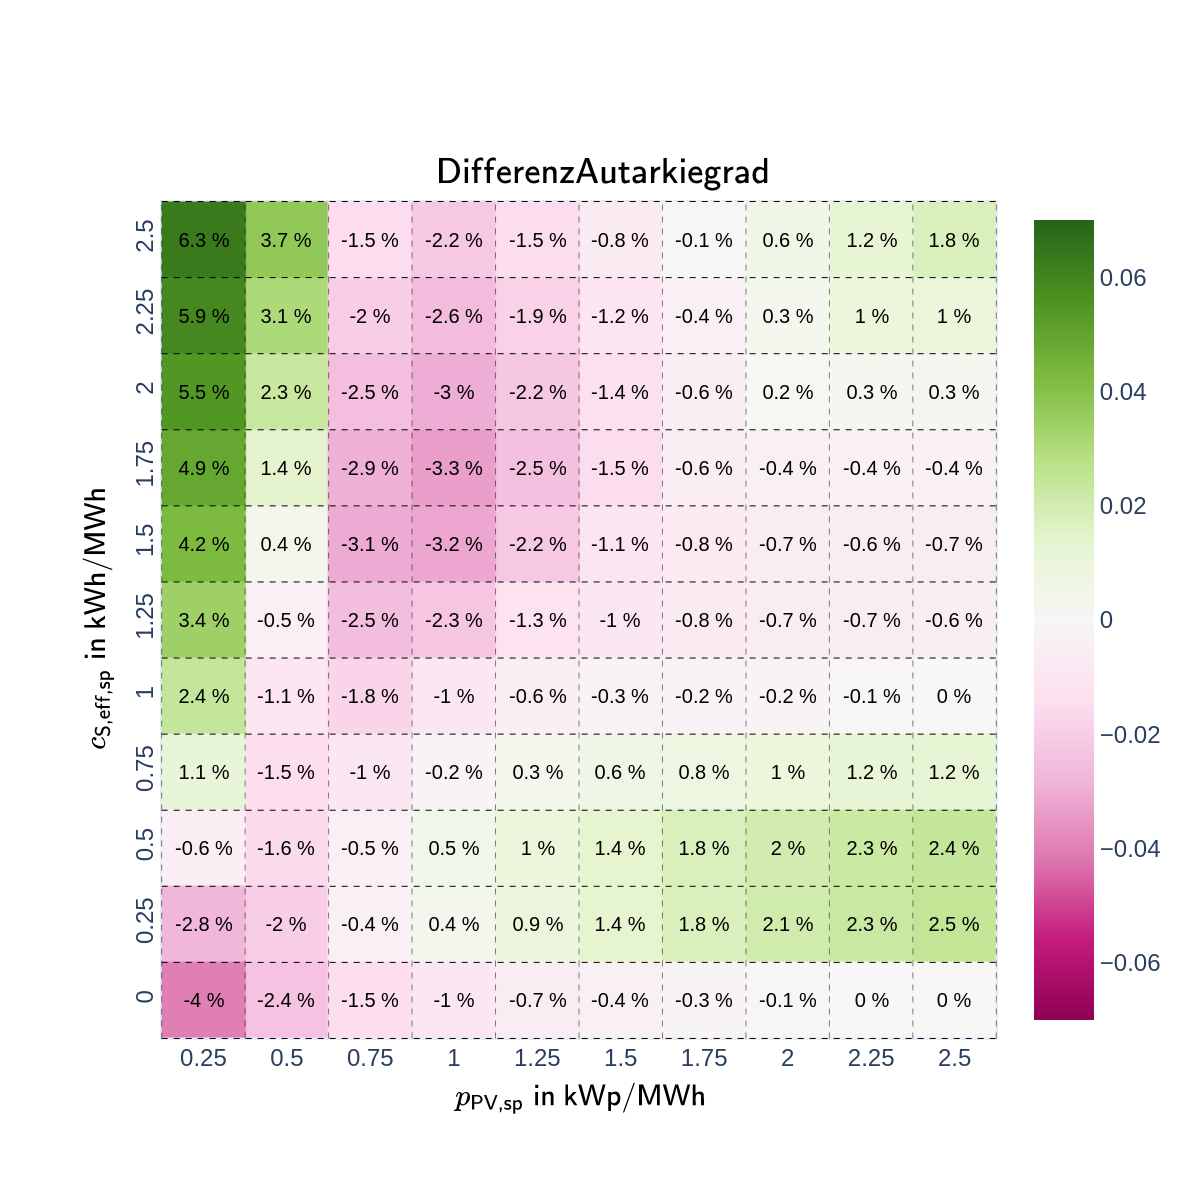 DifferenzAutarkiegrad
2.5 6.3 % 3.7 % -1.5 % -2.2 % -1.5 % -0.8 % -0.1 % 0.6 % 1.2 % 1.8 %
2.25 5.9 % 3.1 % -2 % -2.6 % -1.9 % -1.2 % -0.4 % 0.3 % 1 % 1 %
2 5.5 % 2.3 % -2.5 % -3 % -2.2 % -1.4 % -0.6 % 0.2 % 0.3 % 0.3 %
1.75 4.9 % 1.4 % -2.9 % -3.3 % -2.5 % -1.5 % -0.6 % -0.4 % -0.4 % -0.4 %
1.5 4.2 % 0.4 % -3.1 % -3.2 % -2.2 % -1.1 % -0.8 % -0.7 % -0.6 % -0.7 %
1.25 3.4 % -0.5 % -2.5 % -2.3 % -1.3 % -1 % -0.8 % -0.7 % -0.7 % -0.6 %
1 2.4 % -1.1 % -1.8 % -1 % -0.6 % -0.3 % -0.2 % -0.2 % -0.1 % 0 %
0.75 1.1 % -1.5 % -1 % -0.2 % 0.3 % 0.6 % 0.8 % 1 % 1.2 % 1.2 %
0.5 -0.6 % -1.6 % -0.5 % 0.5 % 1 % 1.4 % 1.8 % 2 % 2.3 % 2.4 %
0.25 -2.8 % -2 % -0.4 % 0.4 % 0.9 % 1.4 % 1.8 % 2.1 % 2.3 % 2.5 %
0 -4 % -2.4 % -1.5 % -1 % -0.7 % -0.4 % -0.3 % -0.1 % 0 % 0 %
0.25 0.5 0.75 1 1.25 1.5 1.75 2 2.25 2.5
p PV,sp in kWp/MWh
c S,eff,sp in kWh/MWh
0.06
0.04
0.02
0
−0.02
−0.04
−0.06